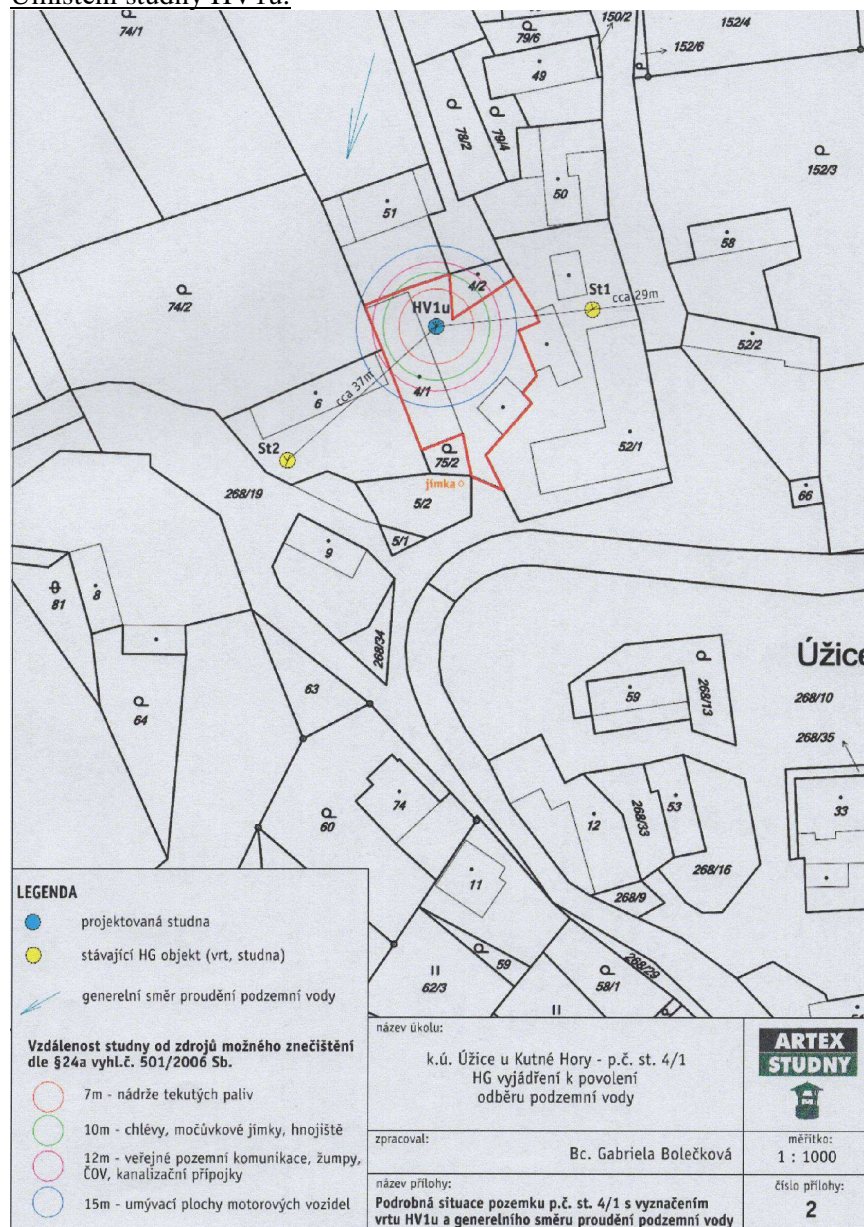 Umístění studny HV1u:
74/1
79/6
150/2
152/4
152/6
49
78/2
79/4
152/3
51
50
58
74/2
4/2
HV1u
St1
cca 29m
52/2
cca 37m
6
4/1
St2
75/2
52/1
jímka
66
268/19
5/2
5/1
9
81
8
268/34
Úžice
63
59
268/13
268/10
64
268/35
74
60
12
268/33
53
33
11
268/16
268/9
59
62/3
58/1
268/29
LEGENDA
projektovaná studna
stávající HG objekt (vrt, studna)
generelní směr proudění podzemní vody
Vzdálenost studny od zdrojů možného znečištění
dle §24a vyhl.č. 501/2006 Sb.
7m - nádrže tekutých paliv
10m - chlévy, močůvkové jímky, hnojiště
12m - veřejné pozemní komunikace, žumpy,
ČOV, kanalizační přípojky
15m - umývací plochy motorových vozidel
název úkolu:
k.ú. Úžice u Kutné Hory - p.č. st. 4/1
HG vyjádření k povolení
odběru podzemní vody
ARTEX
STUDNY
zpracoval:
Bc. Gabriela Bolečková
měřítko:
1 : 1000
název přílohy:
Podrobná situace pozemku p.č. st. 4/1 s vyznačením
vrtu HV1u a generelního směru proudění podzemní vody
číslo přílohy:
2